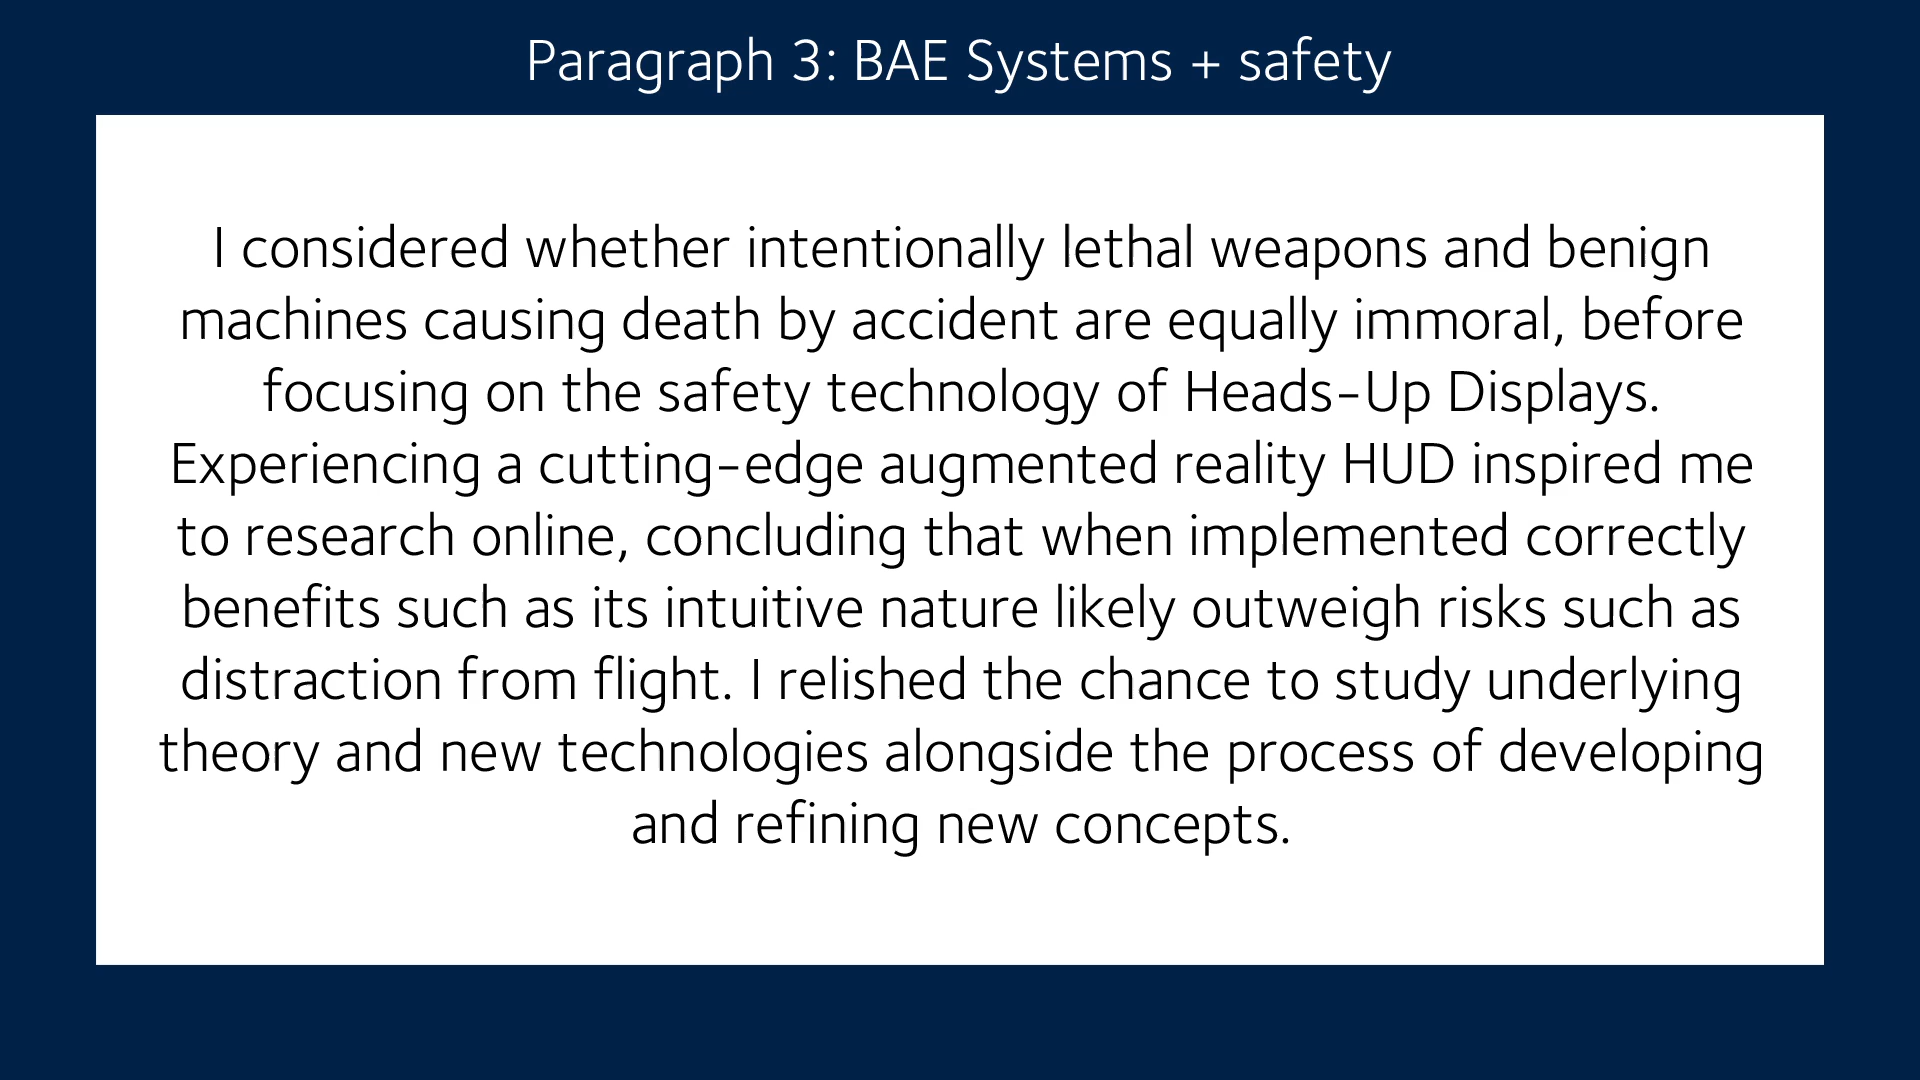 Paragraph 3: BAE Systems + safety
I considered whether intentionally lethal weapons and benign
machines causing death by accident are equally immoral, before
focusing on the safety technology of Heads-Up Displays.
Experiencing a cutting-edge augmented reality HUD inspired me
to research online, concluding that when implemented correctly
benefits such as its intuitive nature likely outweigh risks such as
distraction from flight. I relished the chance to study underlying
theory and new technologies alongside the process of developing
and refining new concepts.